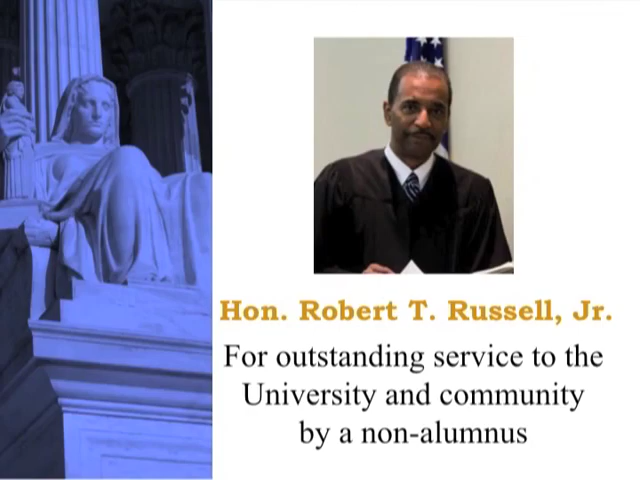 Hon. Robert T. Russell, Jr.
For outstanding service to the
University and community
by a non-alumnus